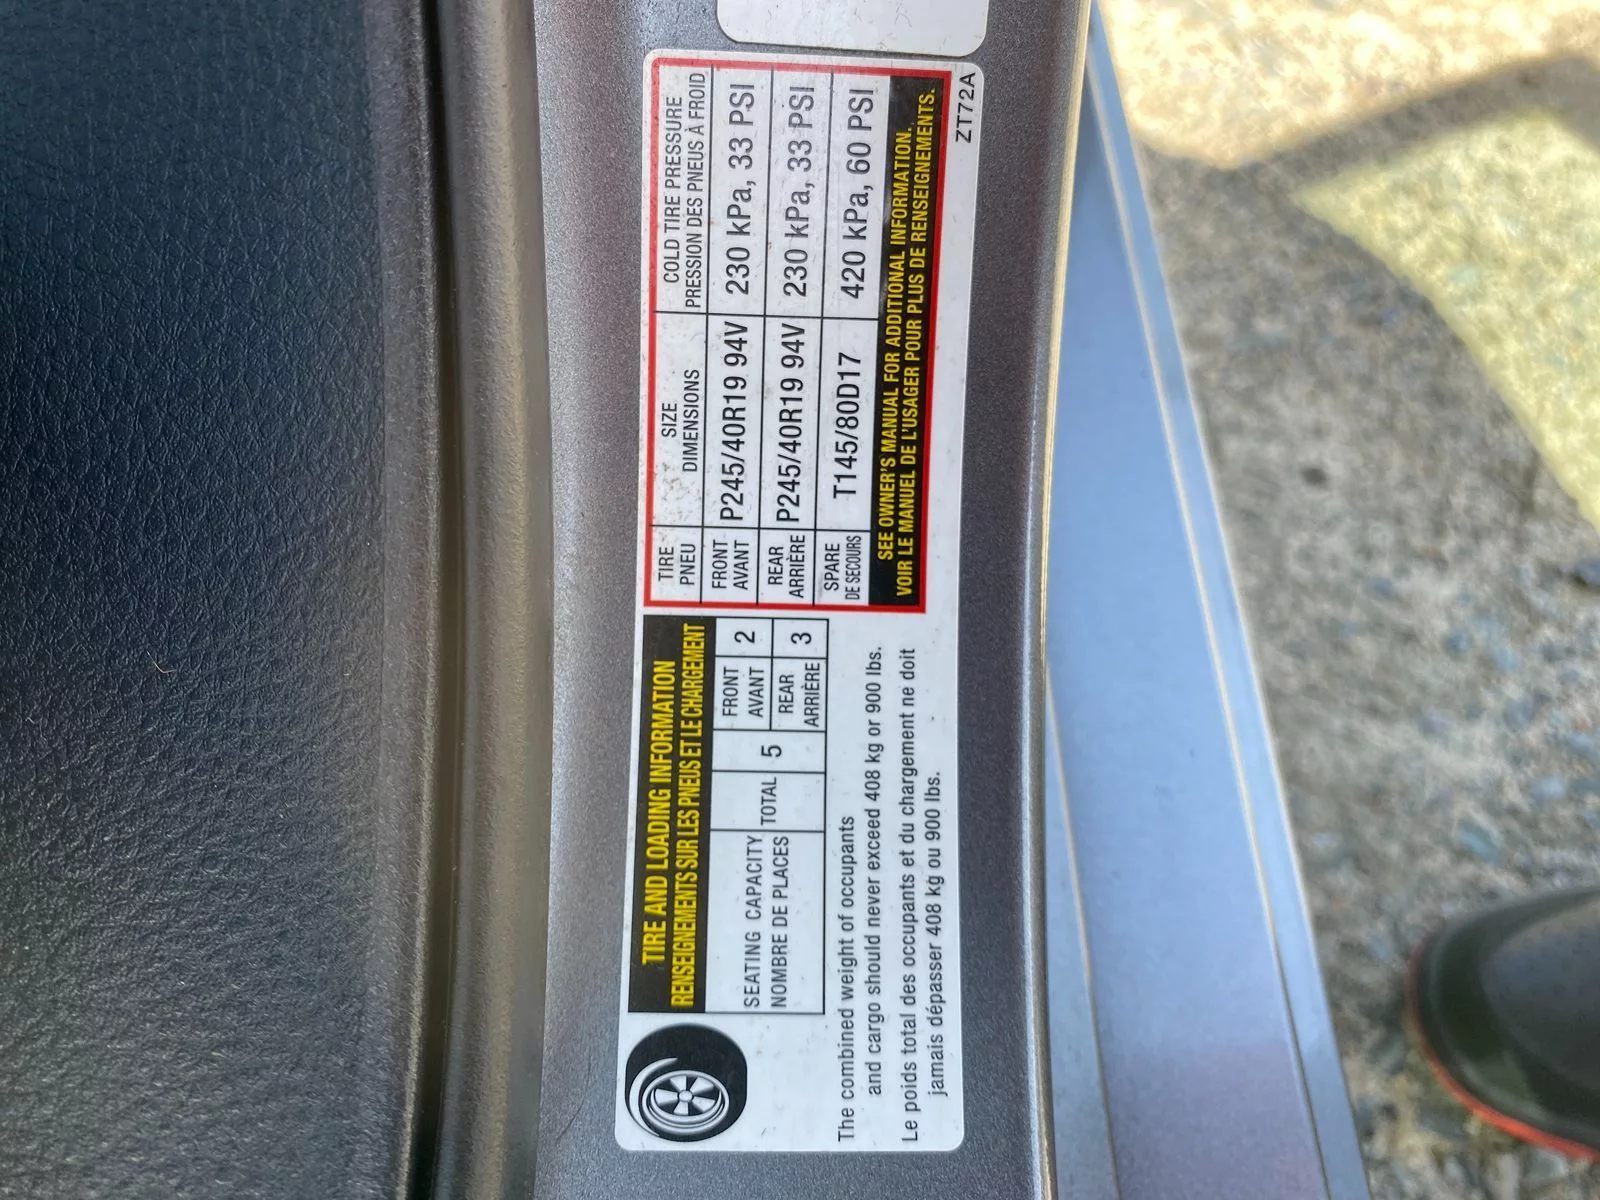 TIRE AND LOADING INFORMATION
RENSEIGNEMENTS SUR LES PNEUS ET LE CHARGEMENT
SEATING CAPACITY
NOMBRE DE PLACES
TOTAL 5
FRONT
AVANT 2
REAR
ARRIÈRE 3
The combined weight of occupants
and cargo should never exceed 408 kg or 900 lbs.
Le poids total des occupants et du chargement ne doit
jamais dépasser 408 kg ou 900 lbs.
TIRE
PNEU
SIZE
DIMENSIONS
COLD TIRE PRESSURE
PRESSION DES PNEUS À FROID
FRONT
AVANT
P245/40R19 94V
230 kPa, 33 PSI
REAR
ARRIÈRE
P245/40R19 94V
230 kPa, 33 PSI
SPARE
DE SECOURS
T145/80D17
420 kPa, 60 PSI
SEE OWNER'S MANUAL FOR ADDITIONAL INFORMATION.
VOIR LE MANUEL DE L'USAGER POUR PLUS DE RENSEIGNEMENTS.
ZT72A